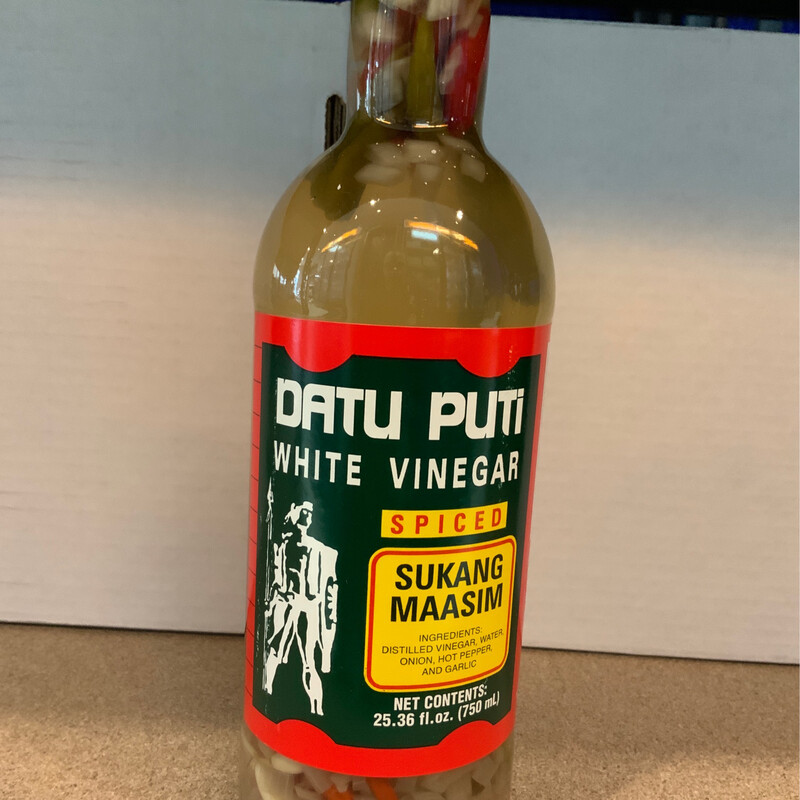 DATU PUTi
WHITE VINEGAR
SPICED
SUKANG
MAASIM
INGREDIENTS:
DISTILLED VINEGAR, WATER,
ONION, HOT PEPPER,
AND GARLIC
NET CONTENTS:
25.36 fl.oz. (750 mL)